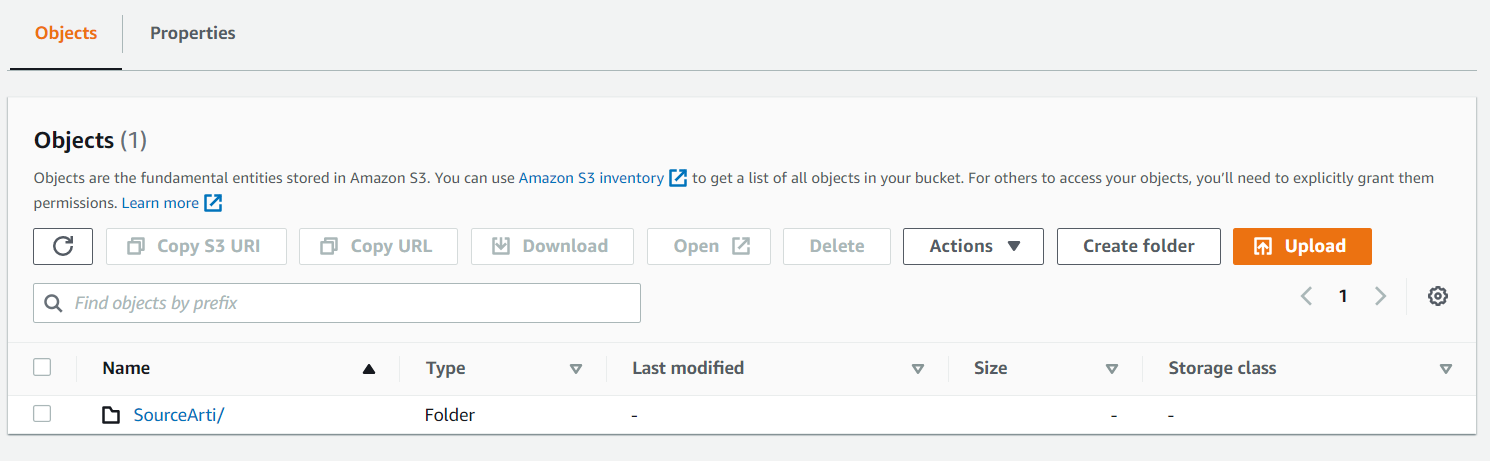 Objects Properties
Objects (1)
Objects are the fundamental entities stored in Amazon S3. You can use Amazon S3 inventory to get a list of all objects in your bucket. For others to access your objects, you’ll need to explicitly grant them
permissions. Learn more
Copy S3 URI Copy URL Download Open Delete Actions Create folder Upload
Find objects by prefix 1
Name Type Last modified Size Storage class
SourceArti/ Folder - - -